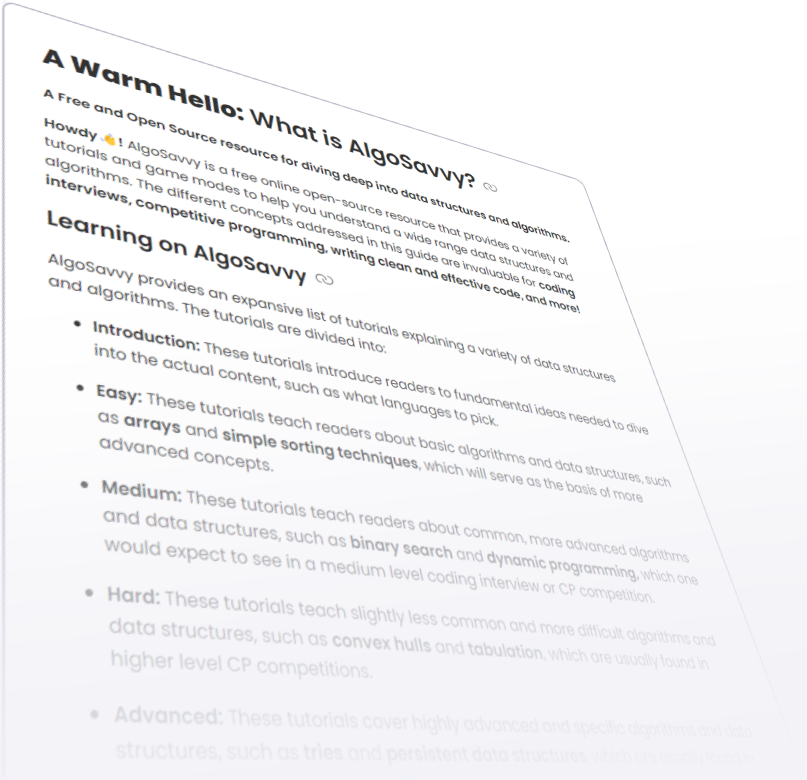 A Warm Hello: What is AlgoSavvy?
A Free and Open Source resource for diving deep into data structures and algorithms.
Howdy 👋! AlgoSavvy is a free online open-source resource that provides a variety of
tutorials and game modes to help you understand a wide range data structures and
algorithms. The different concepts addressed in this guide are invaluable for coding
interviews, competitive programming, writing clean and effective code, and more!
Learning on AlgoSavvy
AlgoSavvy provides an expansive list of tutorials explaining a variety of data structures
and algorithms. The tutorials are divided into:
• Introduction: These tutorials introduce readers to fundamental ideas needed to dive
into the actual content, such as what languages to pick.
• Easy: These tutorials teach readers about basic algorithms and data structures, such
as arrays and simple sorting techniques, which will serve as the basis of more
advanced concepts.
• Medium: These tutorials teach readers about common, more advanced algorithms
and data structures, such as binary search and dynamic programming, which one
would expect to see in a medium level coding interview or CP competition.
• Hard: These tutorials teach slightly less common and more difficult algorithms and
data structures, such as convex hulls and tabulation, which are usually found in
higher level CP competitions.
• Advanced: These tutorials cover highly advanced and specific algorithms and data
structures, such as tries and persistent data structures, which are usually found in